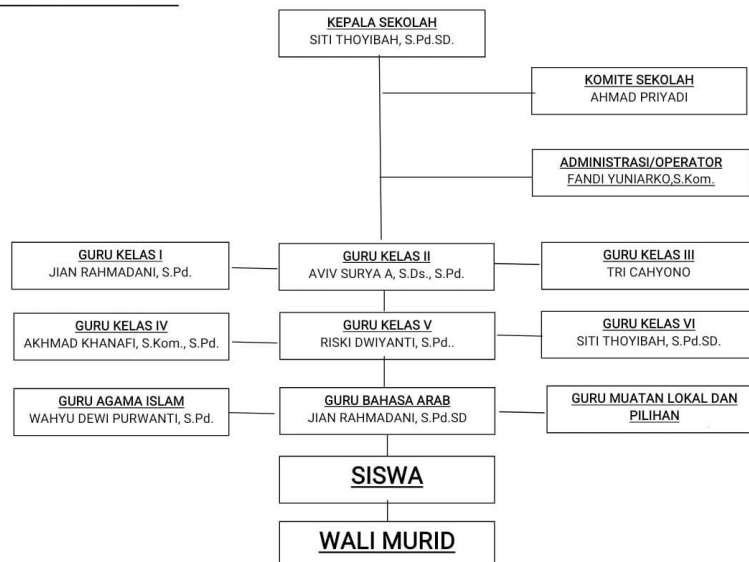 KEPALA SEKOLAH
SITI THOYIBAH, S.Pd.SD.
KOMITE SEKOLAH
AHMAD PRIYADI
ADMINISTRASI/OPERATOR
FANDI YUNIARKO,S.Kom.
GURU KELAS I
JIAN RAHMADANI, S.Pd.
GURU KELAS II
AVIV SURYA A, S.Ds., S.Pd.
GURU KELAS III
TRI CAHYONO
GURU KELAS IV
AKHMAD KHANAFI, S.Kom., S.Pd.
GURU KELAS V
RISKI DWIYANTI, S.Pd..
GURU KELAS VI
SITI THOYIBAH, S.Pd.SD.
GURU AGAMA ISLAM
WAHYU DEWI PURWANTI, S.Pd.
GURU BAHASA ARAB
JIAN RAHMADANI, S.Pd.SD
GURU MUATAN LOKAL DAN
PILIHAN
SISWA
WALI MURID